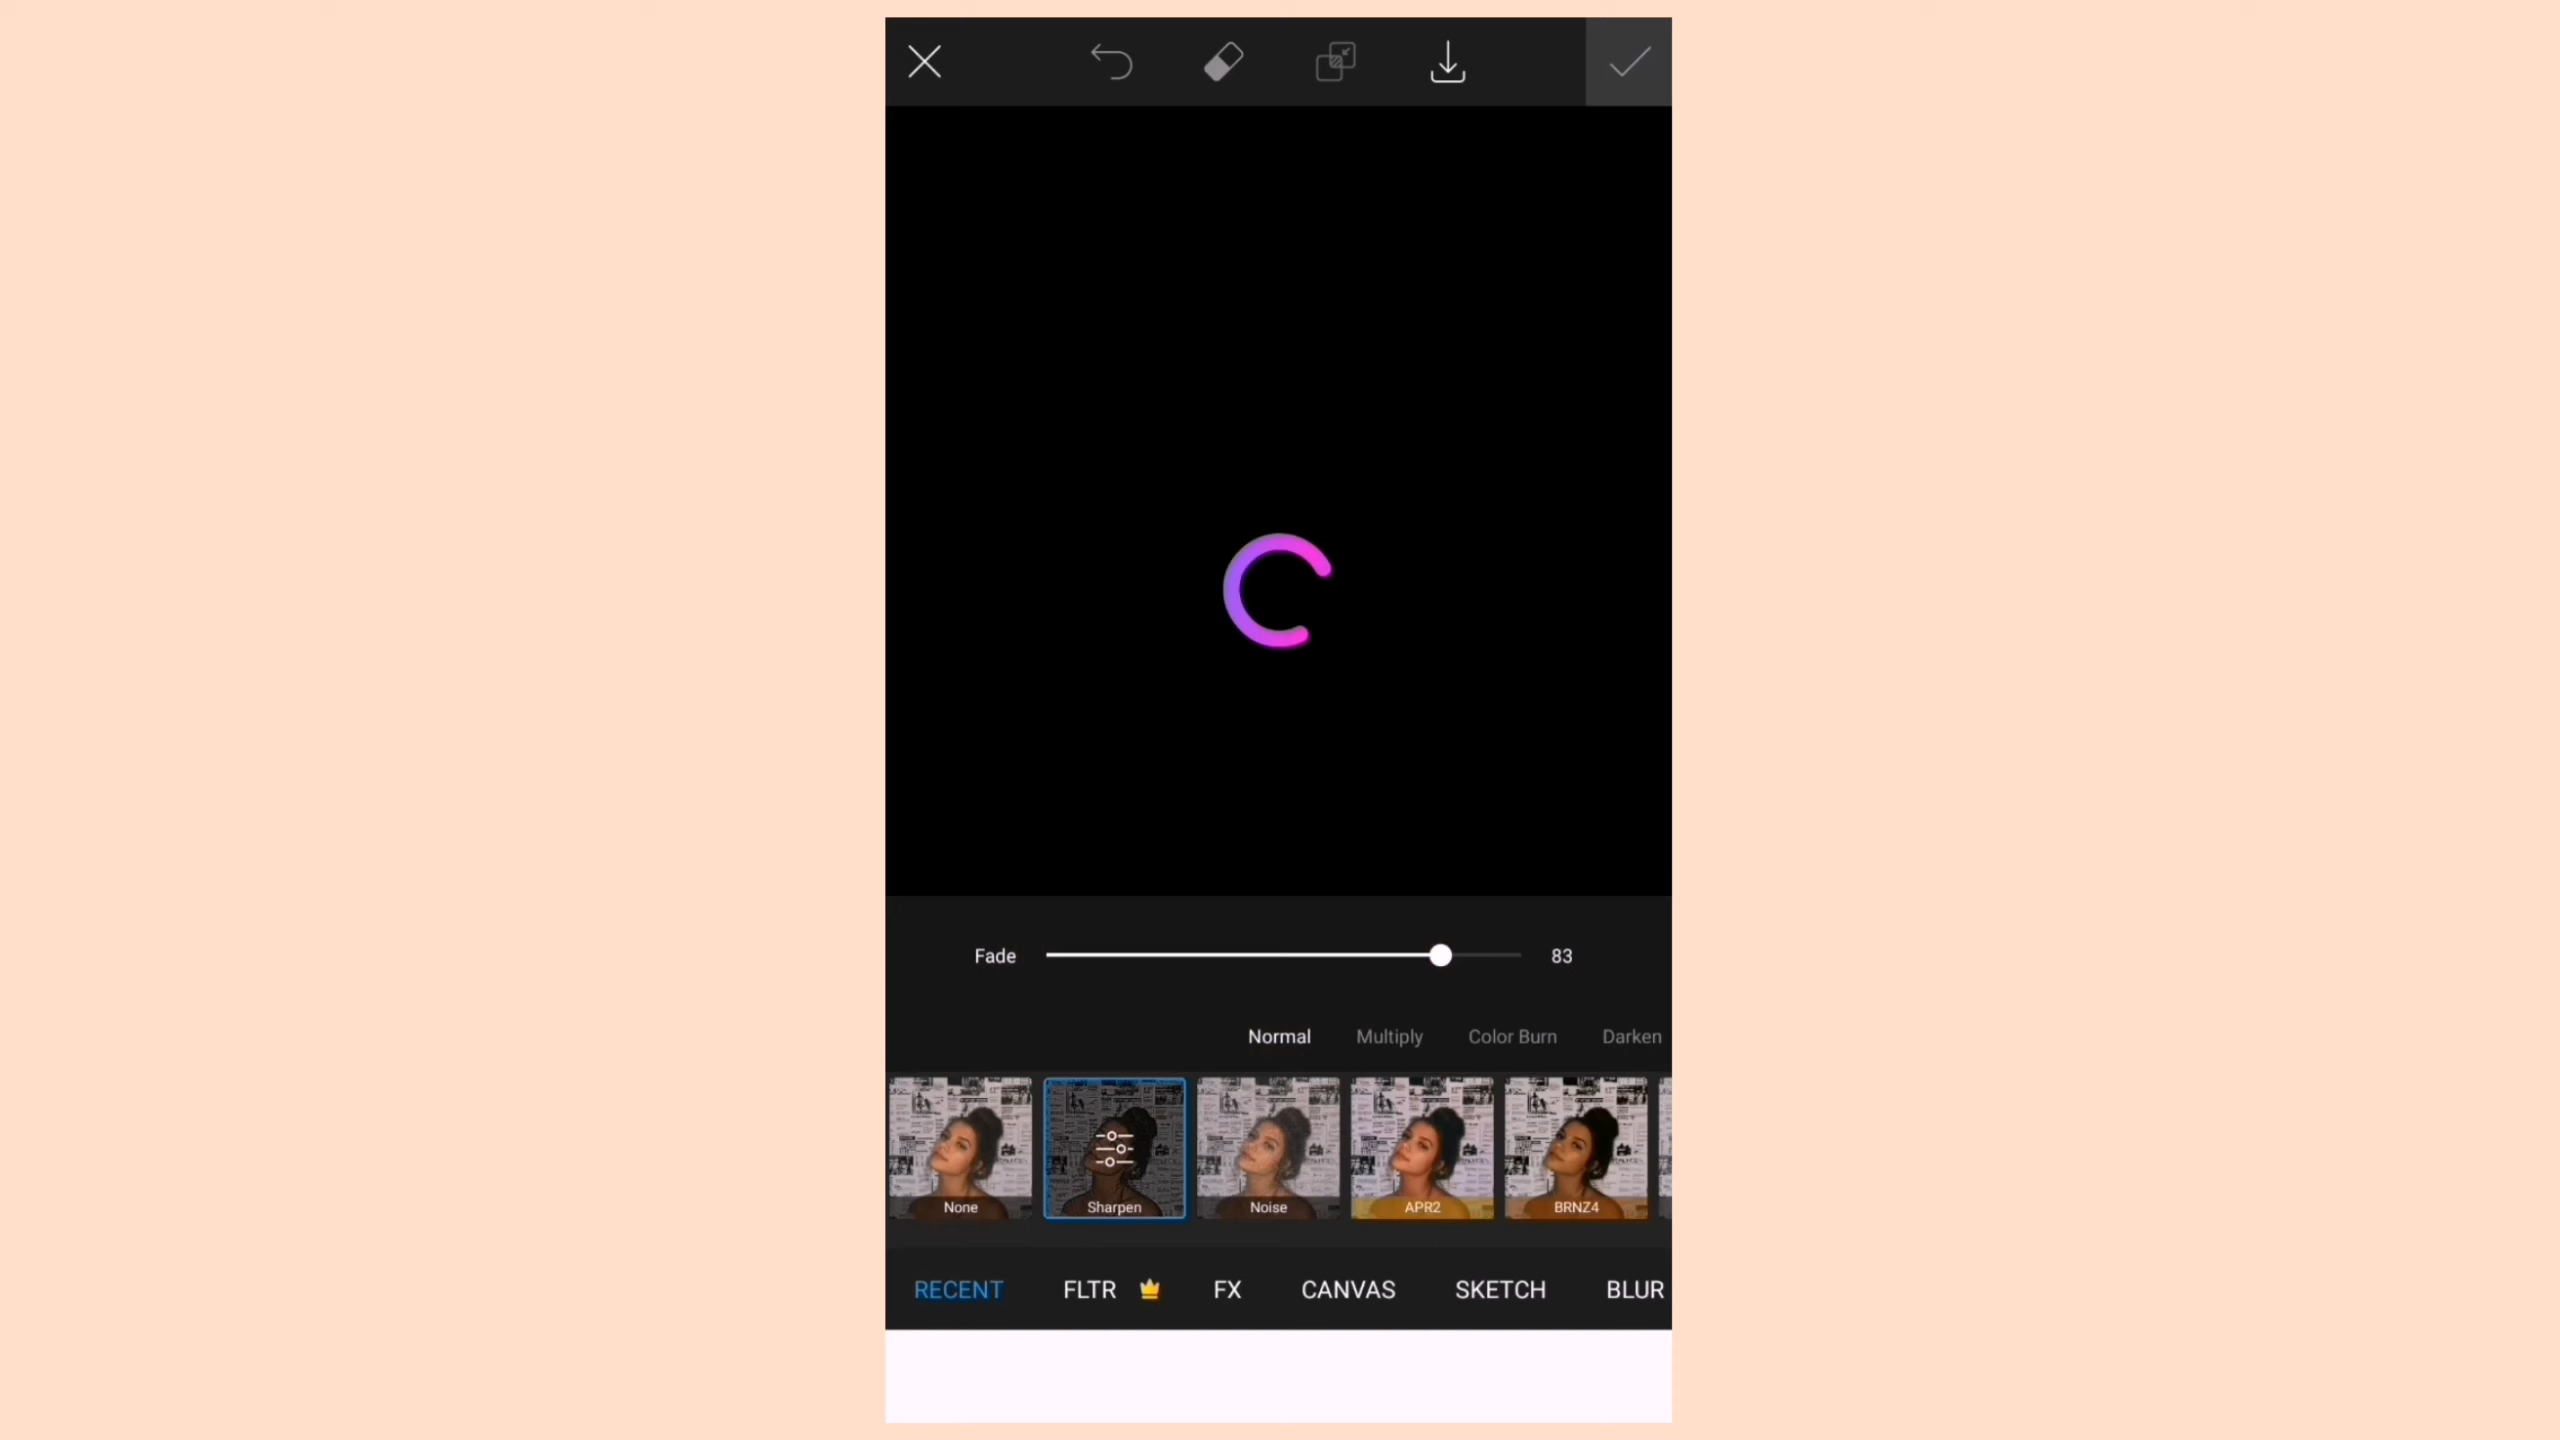 Fade 83
Normal Multiply Color Burn Darken
None Sharpen Noise APR2 BRNZ4
RECENT FLTR FX CANVAS SKETCH BLUR